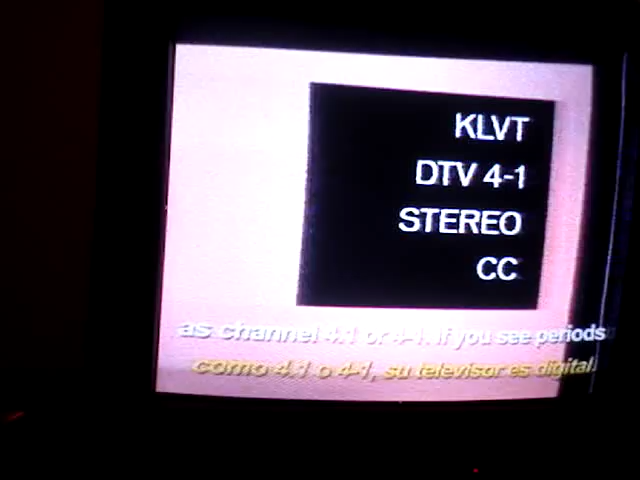 KLVT
DTV 4-1
STEREO
CC
as channel 4.1 or 4-1. If you see periods
como 4.1 o 4-1, su televisor es digital.